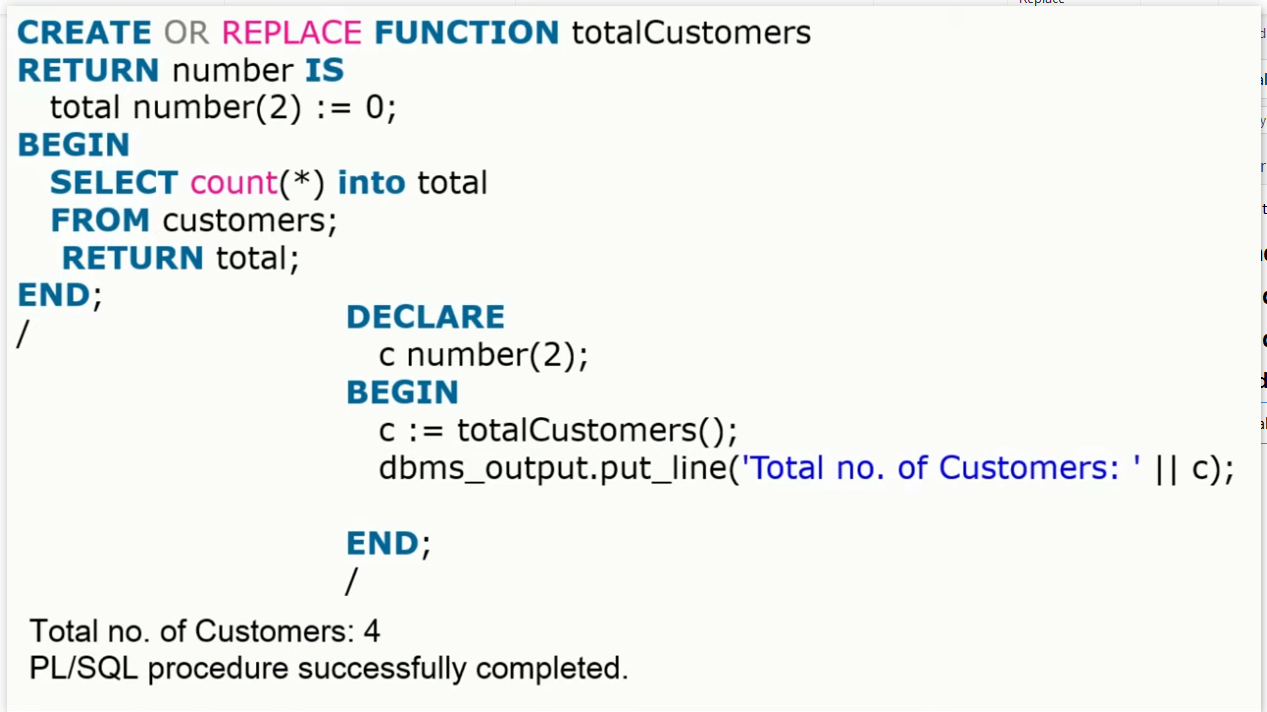 Replace
CREATE OR REPLACE FUNCTION totalCustomers
RETURN number IS
total number(2) := 0;
BEGIN
SELECT count(*) into total
FROM customers;
RETURN total;
END;
/
DECLARE
c number(2);
BEGIN
c := totalCustomers();
dbms_output.put_line('Total no. of Customers: ' || c);
END;
/
Total no. of Customers: 4
PL/SQL procedure successfully completed.